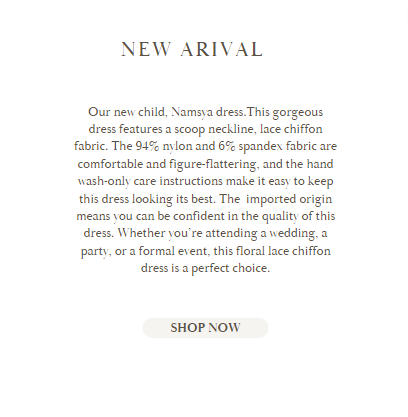 NEW ARIVAL
Our new child, Namsya dress.This gorgeous
dress features a scoop neckline, lace chiffon
fabric. The 94% nylon and 6% spandex fabric are
comfortable and figure-flattering, and the hand
wash-only care instructions make it easy to keep
this dress looking its best. The imported origin
means you can be confident in the quality of this
dress. Whether you're attending a wedding, a
party, or a formal event, this floral lace chiffon
dress is a perfect choice.
SHOP NOW